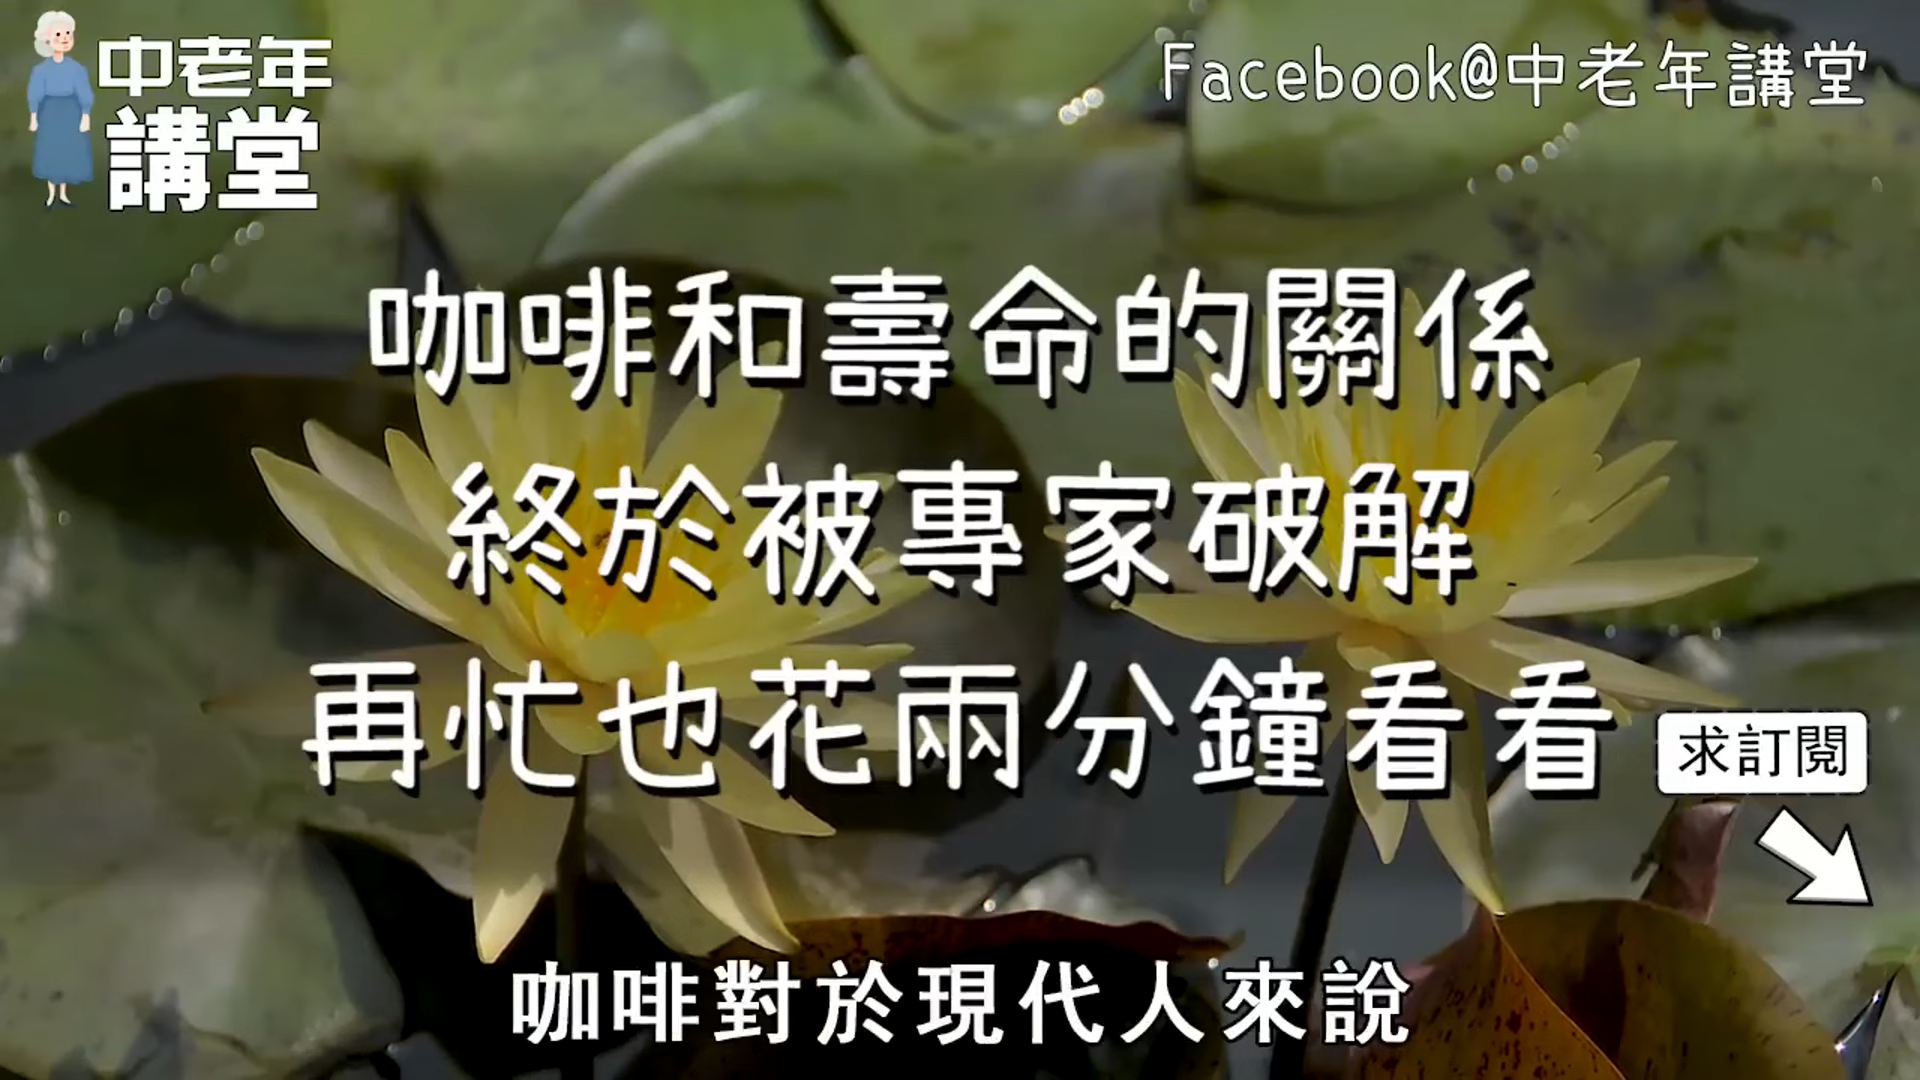 中老年
講堂
Facebook@中老年講堂
咖啡和壽命的關係
終於被專家破解
再忙也花兩分鐘看看
求訂閱
咖啡對於現代人來說